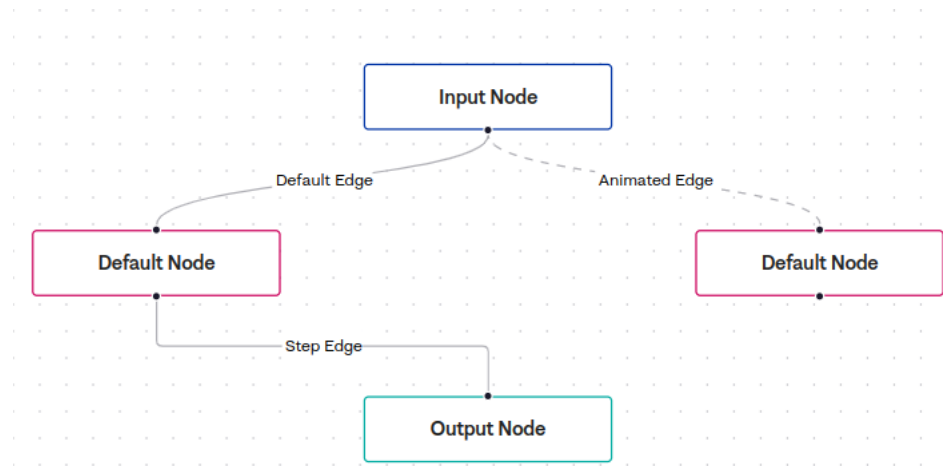 Input Node
Default Edge
Animated Edge
Default Node
Default Node
Step Edge
Output Node